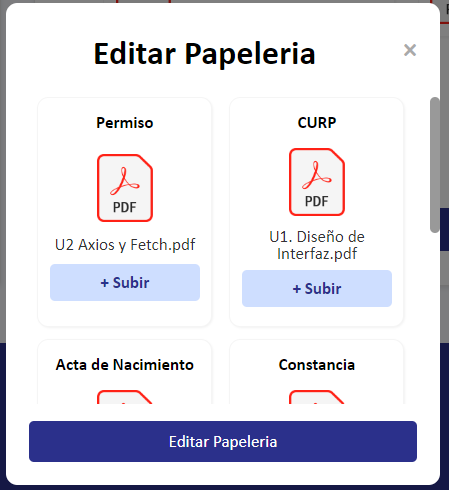 Editar Papeleria
×
Permiso
PDF
U2 Axios y Fetch.pdf
+ Subir
CURP
PDF
U1. Diseño de
Interfaz.pdf
+ Subir
Acta de Nacimiento
Constancia
Editar Papeleria